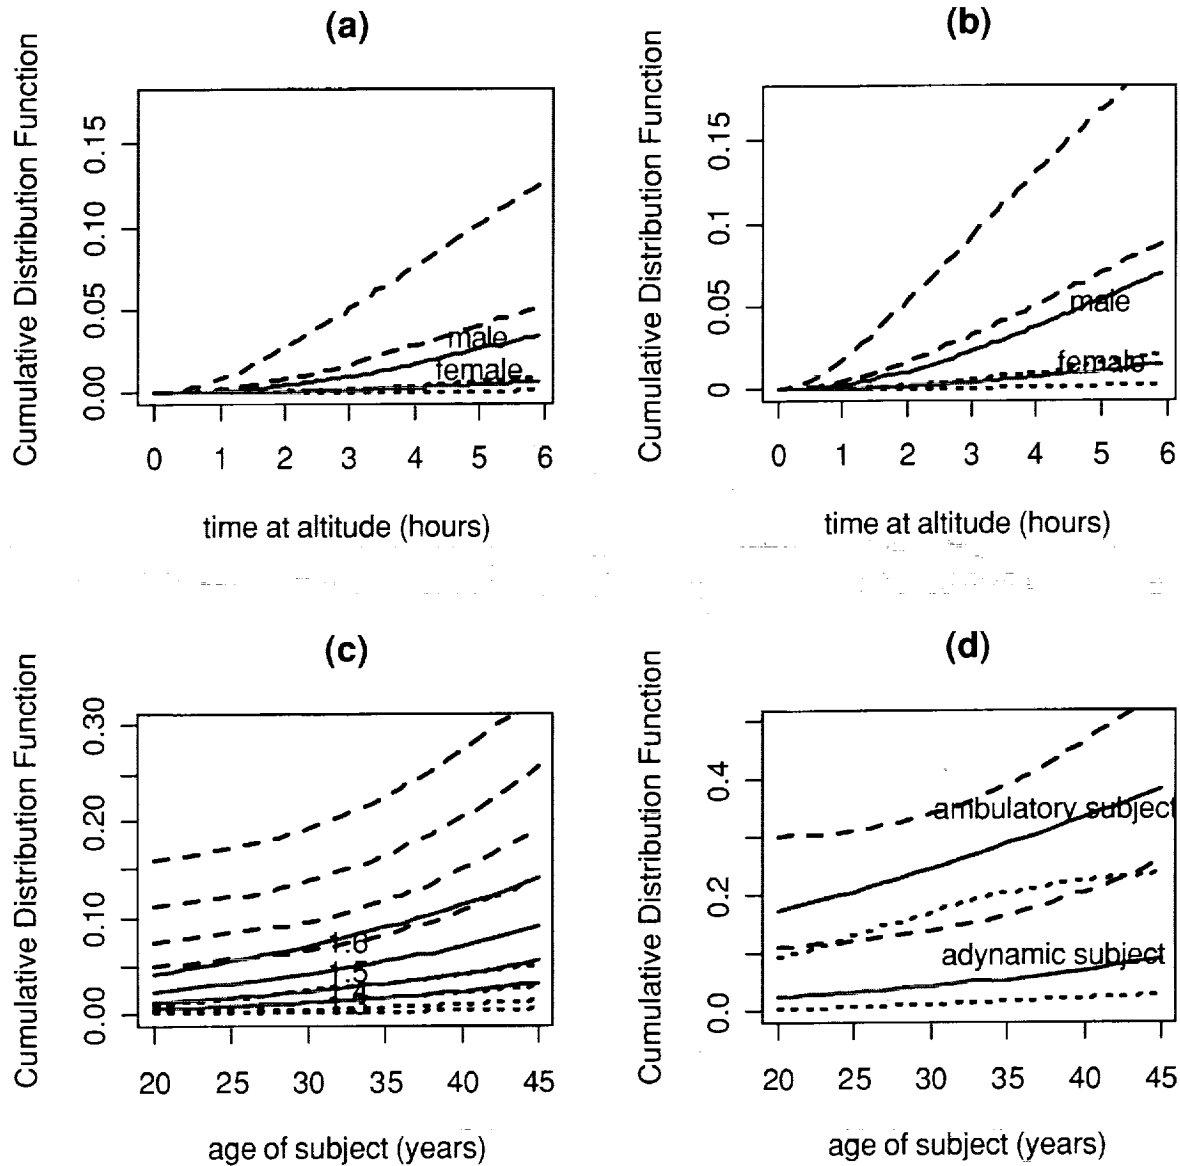 (a)
Cumulative Distribution Function
0.15
0.10
0.05
0.00
male
female
0 1 2 3 4 5 6
time at altitude (hours)
(b)
Cumulative Distribution Function
0.15
0.1
0.05
0
male
female
0 1 2 3 4 5 6
time at altitude (hours)
(c)
Cumulative Distribution Function
0.30
0.20
0.10
0.00
1.6
1.5
20 25 30 35 40 45
age of subject (years)
(d)
Cumulative Distribution Function
0.4
0.2
0.0
ambulatory subject
adynamic subject
20 25 30 35 40 45
age of subject (years)